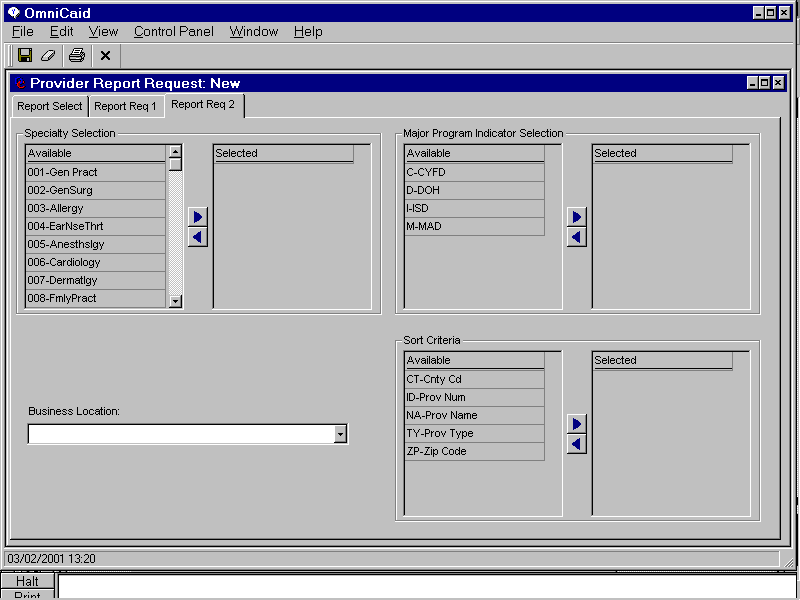 OmniCaid
File Edit View Control Panel Window Help
Provider Report Request: New
Report Select Report Req 1 Report Req 2
Specialty Selection
Available Selected
001-Gen Pract
002-GenSurg
003-Allergy
004-EarNseThrt
005-Anesthslgy
006-Cardiology
007-Dermatlgy
008-FmlyPract
Major Program Indicator Selection
Available Selected
C-CYFD
D-DOH
I-ISD
M-MAD
Sort Criteria
Available Selected
CT-Cnty Cd
ID-Prov Num
NA-Prov Name
TY-Prov Type
ZP-Zip Code
Business Location:
03/02/2001 13:20
Halt
Print